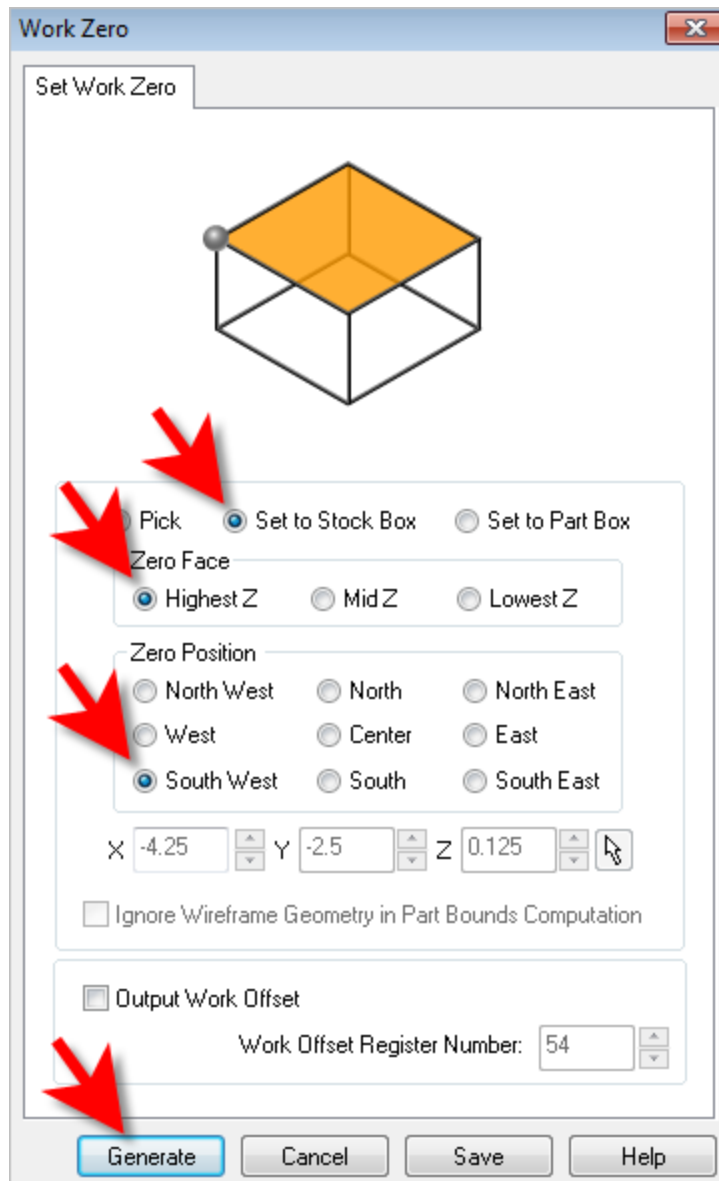 Work Zero
Set Work Zero
Pick Set to Stock Box Set to Part Box
Zero Face
Highest Z Mid Z Lowest Z
Zero Position
North West North North East
West Center East
South West South South East
X -4.25 Y -2.5 Z 0.125
Ignore Wireframe Geometry in Part Bounds Computation
Output Work Offset
Work Offset Register Number: 54
Generate Cancel Save Help